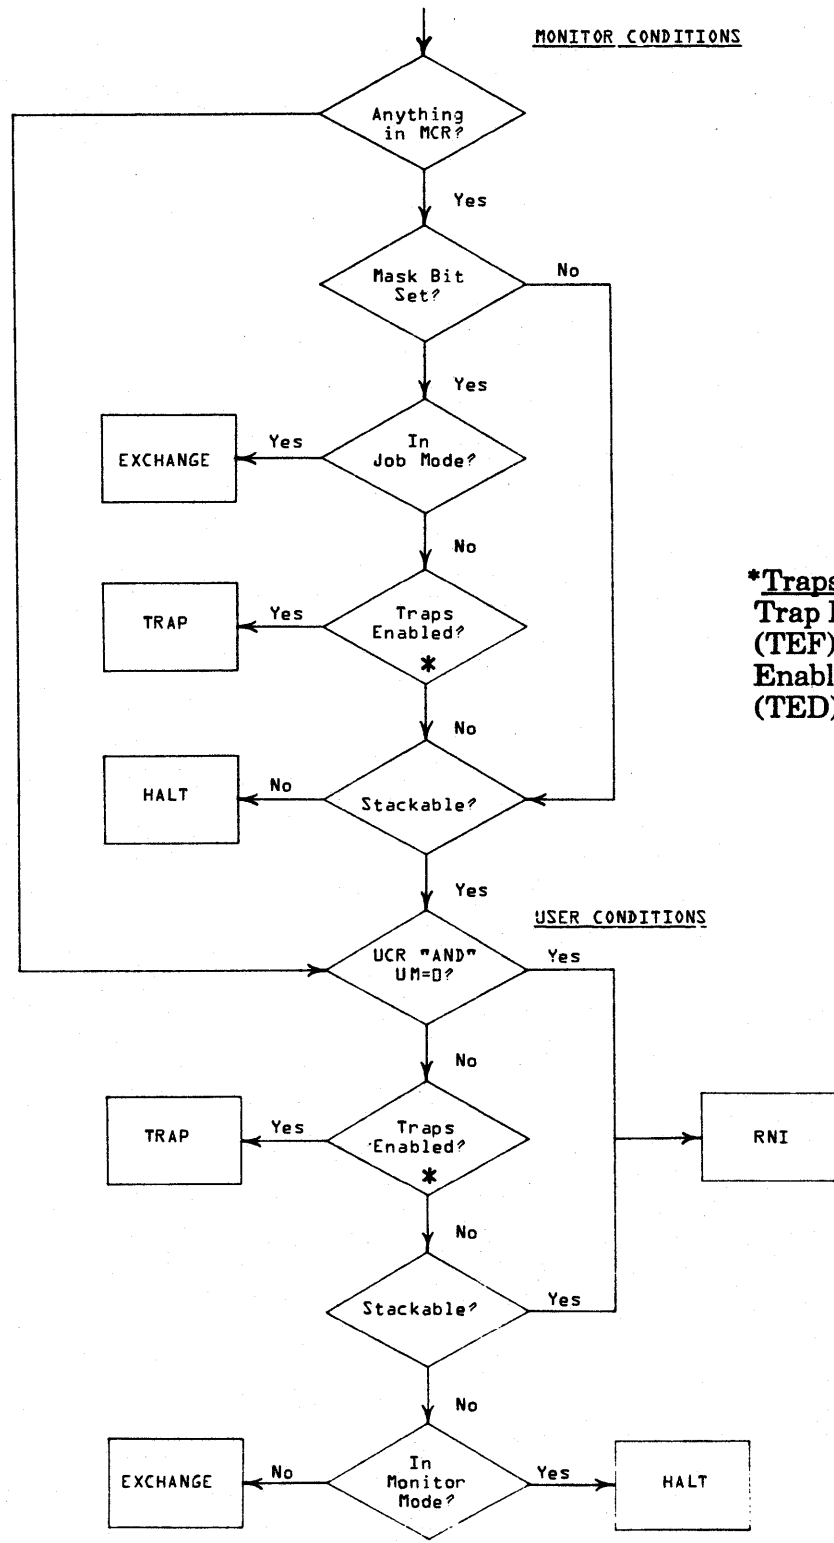 MONITOR CONDITIONS
Anything
in MCR?
Yes
Mask Bit
Set?
No
Yes
In
Job Mode?
Yes
EXCHANGE
No
Traps
Enabled?
*
Yes
TRAP
*Traps
Trap
(TEF)
Enabl
(TED)
No
Stackable?
No
HALT
Yes
USER CONDITIONS
UCR "AND"
UM=0?
Yes
No
Traps
Enabled?
*
Yes
TRAP
RNI
No
Stackable?
Yes
No
In
Monitor
Mode?
No
EXCHANGE
Yes
HALT